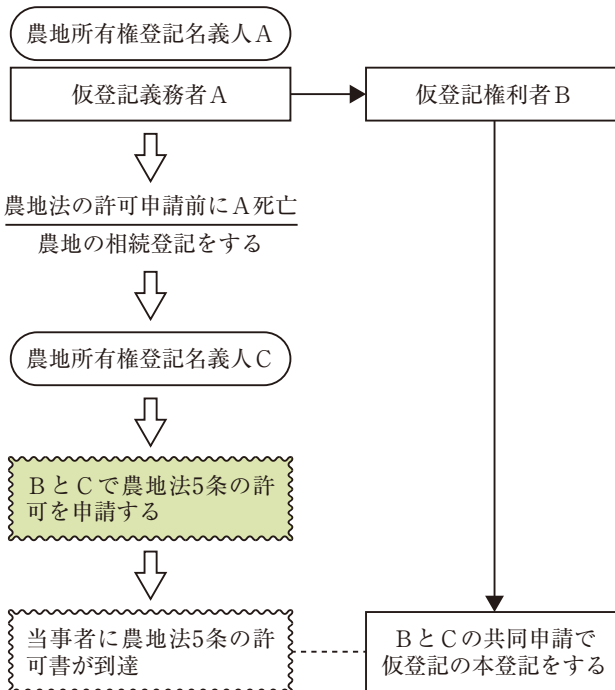 農地所有権登記名義人A
仮登記義務者A
仮登記権利者B
農地法の許可申請前にA死亡
農地の相続登記をする
農地所有権登記名義人C
BとCで農地法5条の許
可を申請する
当事者に農地法5条の許
可書が到達
BとCの共同申請で
仮登記の本登記をする